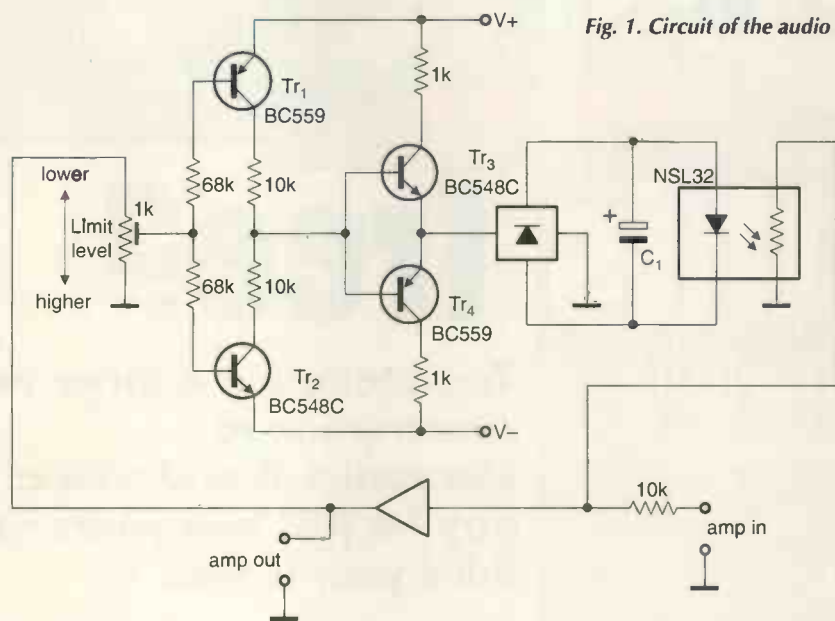 Fig. 1. Circuit of the audio
V+
1k
Tr1
BC559
Tr3
BC548C
NSL32
lower
68k
10k
1k
Limit
level
+
C1
higher
68k
10k
Tr4
BC559
Tr2
BC548C
1k
V–
10k
amp in
amp out